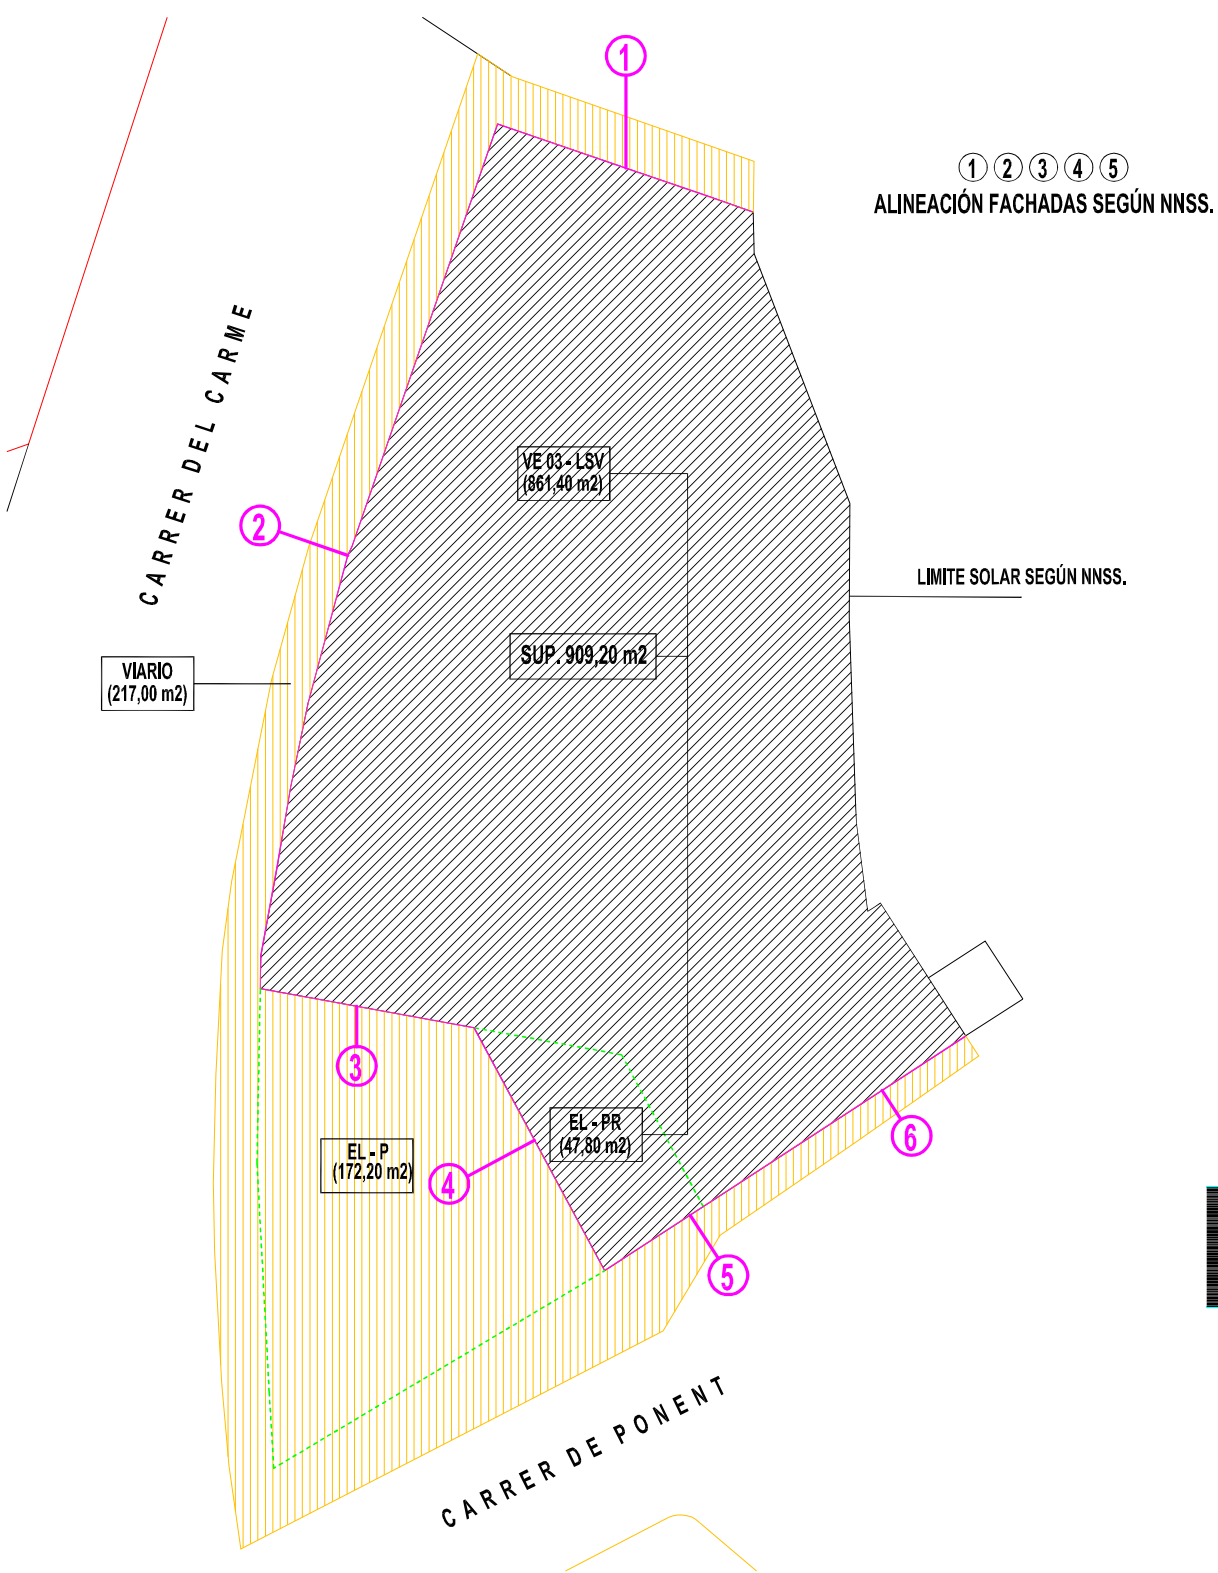 1
1 2 3 4 5
ALINEACIÓN FACHADAS SEGÚN NNSS.
CARRER DEL CARME
VE 03 - LSV
(861,40 m2)
2
LIMITE SOLAR SEGÚN NNSS.
SUP. 909,20 m2
VIARIO
(217,00 m2)
3
EL - PR
(47,80 m2)
6
EL - P
(172,20 m2)
4
5
CARRER DE PONENT